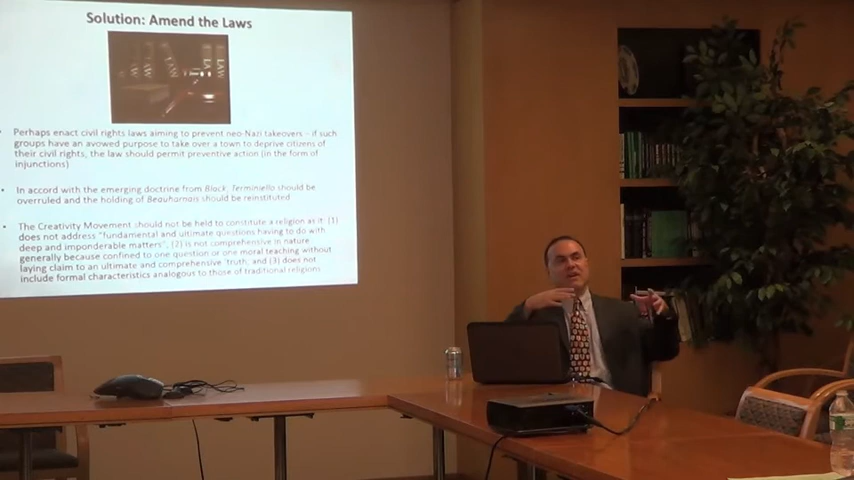 Solution: Amend the Laws
LAW
Perhaps enact civil rights laws aiming to prevent neo-Nazi takeovers – if such
groups have an avowed purpose to take over a town to deprive citizens of
their civil rights, the law should permit preventive action (in the form of
injunctions)
In accord with the emerging doctrine from Black, Terminiello should be
overruled and the holding of Beauharnais should be reinstituted
The Creativity Movement should not be held to constitute a religion as it: (1)
does not address "fundamental and ultimate questions having to do with
deep and imponderable matters", (2) is not comprehensive in nature
generally because confined to one question or one moral teaching without
laying claim to an ultimate and comprehensive 'truth', and (3) does not
include formal characteristics analogous to those of traditional religions